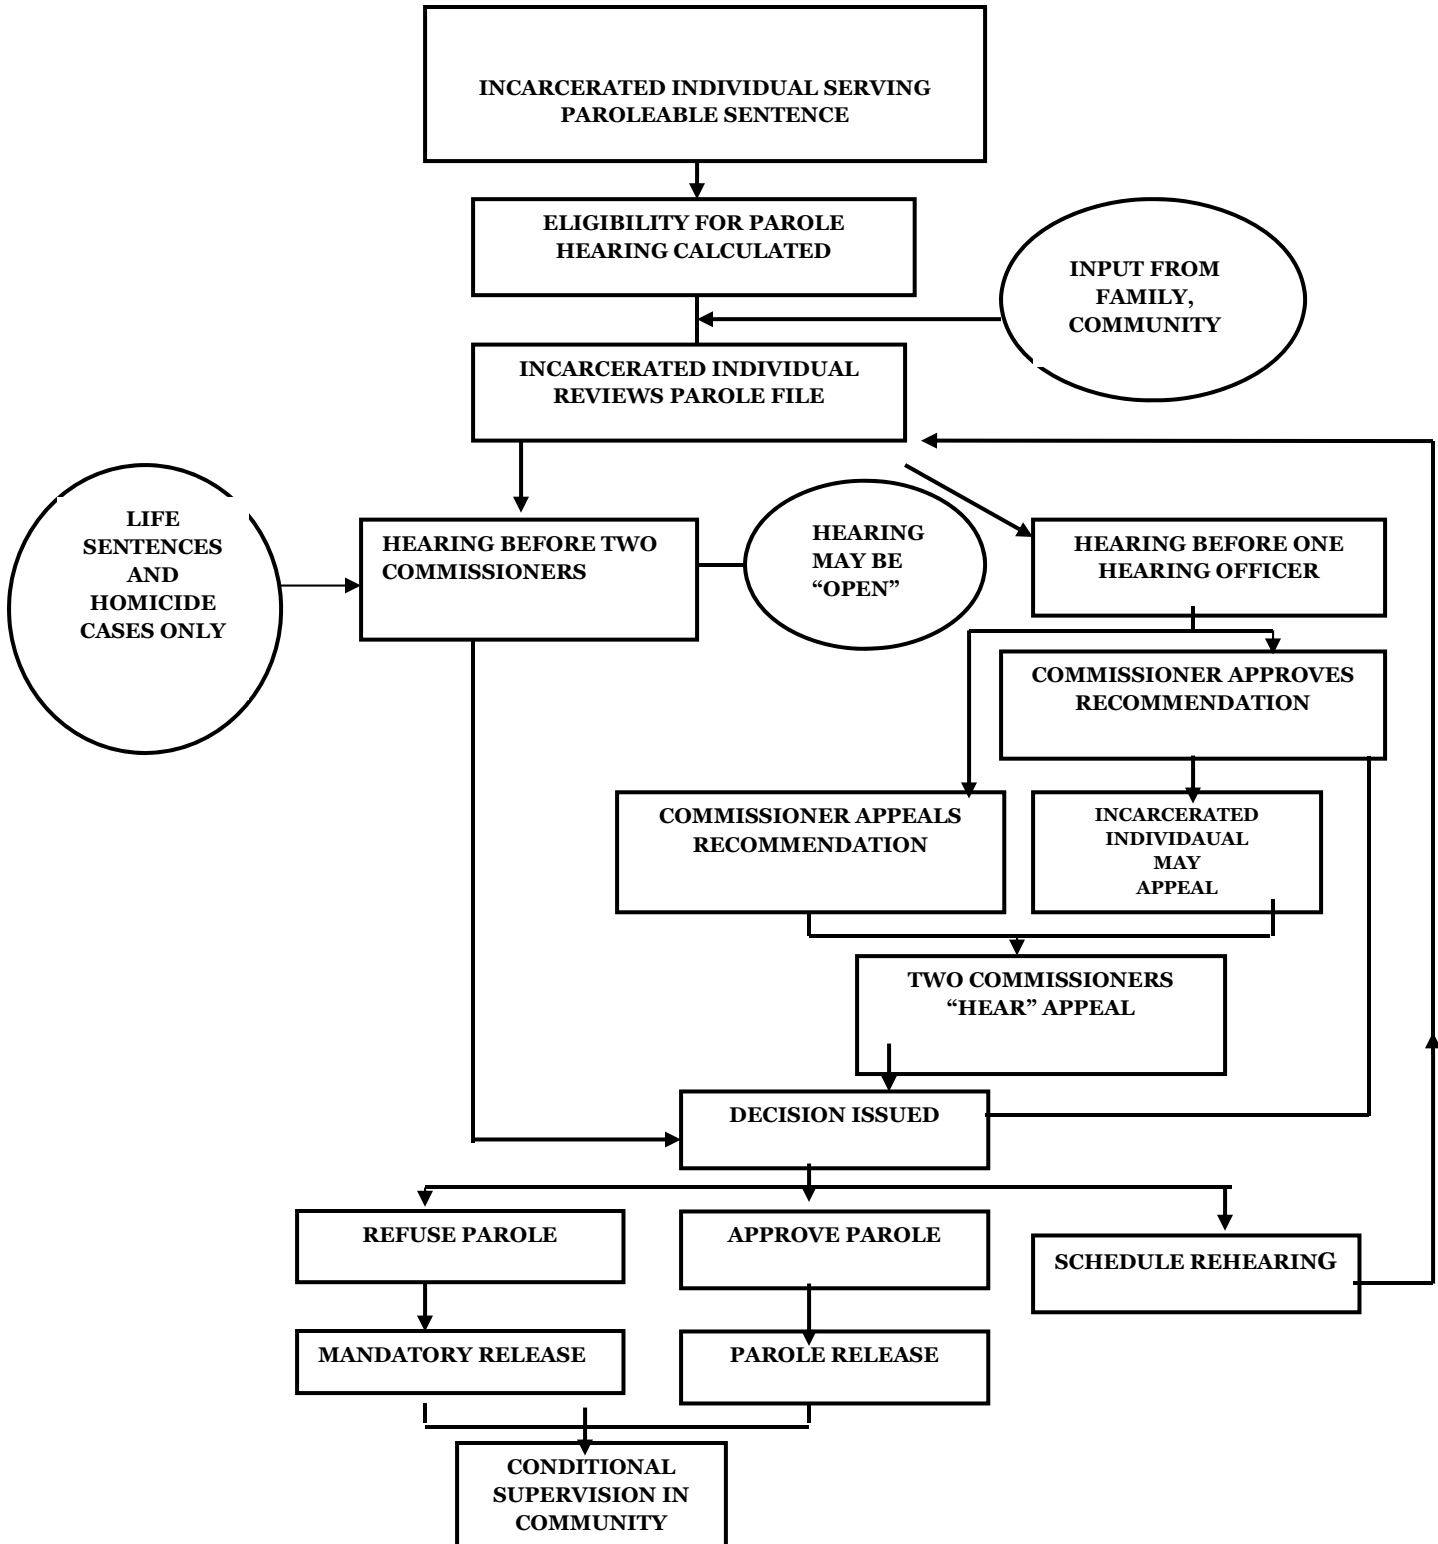 INCARCERATED INDIVIDUAL SERVING
PAROLEABLE SENTENCE
ELIGIBILITY FOR PAROLE
HEARING CALCULATED
INPUT FROM
FAMILY,
COMMUNITY
INCARCERATED INDIVIDUAL
REVIEWS PAROLE FILE
LIFE
SENTENCES
AND
HOMICIDE
CASES ONLY
HEARING BEFORE TWO
COMMISSIONERS
HEARING
MAY BE
“OPEN”
HEARING BEFORE ONE
HEARING OFFICER
COMMISSIONER APPROVES
RECOMMENDATION
COMMISSIONER APPEALS
RECOMMENDATION
INCARCERATED
INDIVIDAUAL
MAY
APPEAL
TWO COMMISSIONERS
“HEAR” APPEAL
DECISION ISSUED
REFUSE PAROLE
APPROVE PAROLE
SCHEDULE REHEARING
MANDATORY RELEASE
PAROLE RELEASE
CONDITIONAL
SUPERVISION IN
COMMUNITY